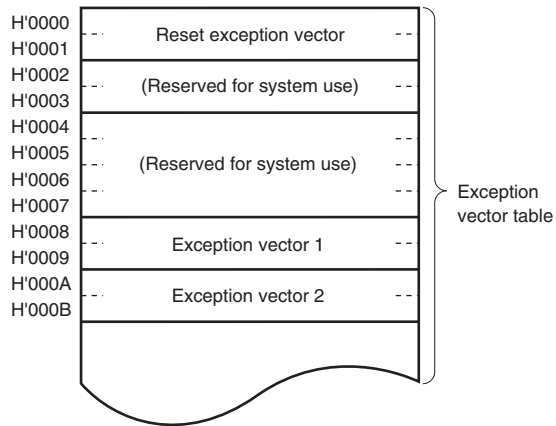 H'0000
H'0001
Reset exception vector
H'0002
H'0003
(Reserved for system use)
H'0004
H'0005
H'0006
H'0007
(Reserved for system use)
H'0008
H'0009
Exception vector 1
H'000A
H'000B
Exception vector 2
Exception
vector table